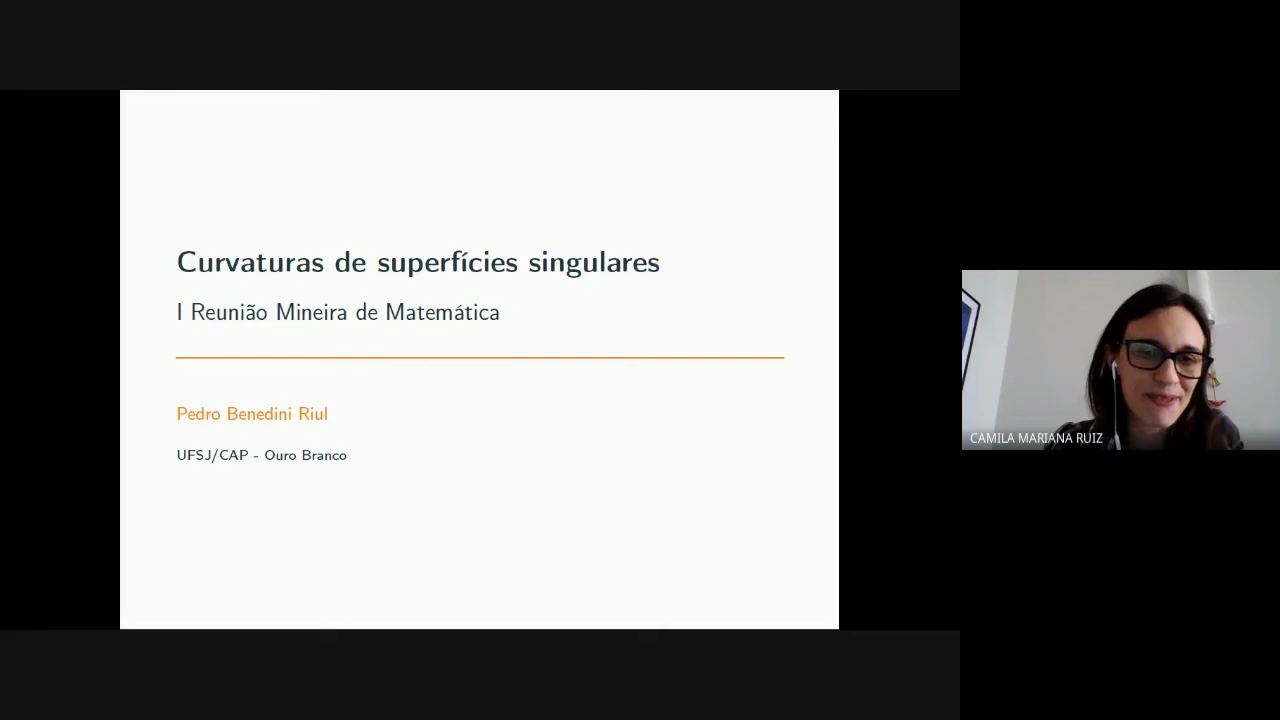 Curvaturas de superfícies singulares
I Reunião Mineira de Matemática
Pedro Benedini Riul
UFSJ/CAP - Ouro Branco
CAMILA MARIANA RUIZ